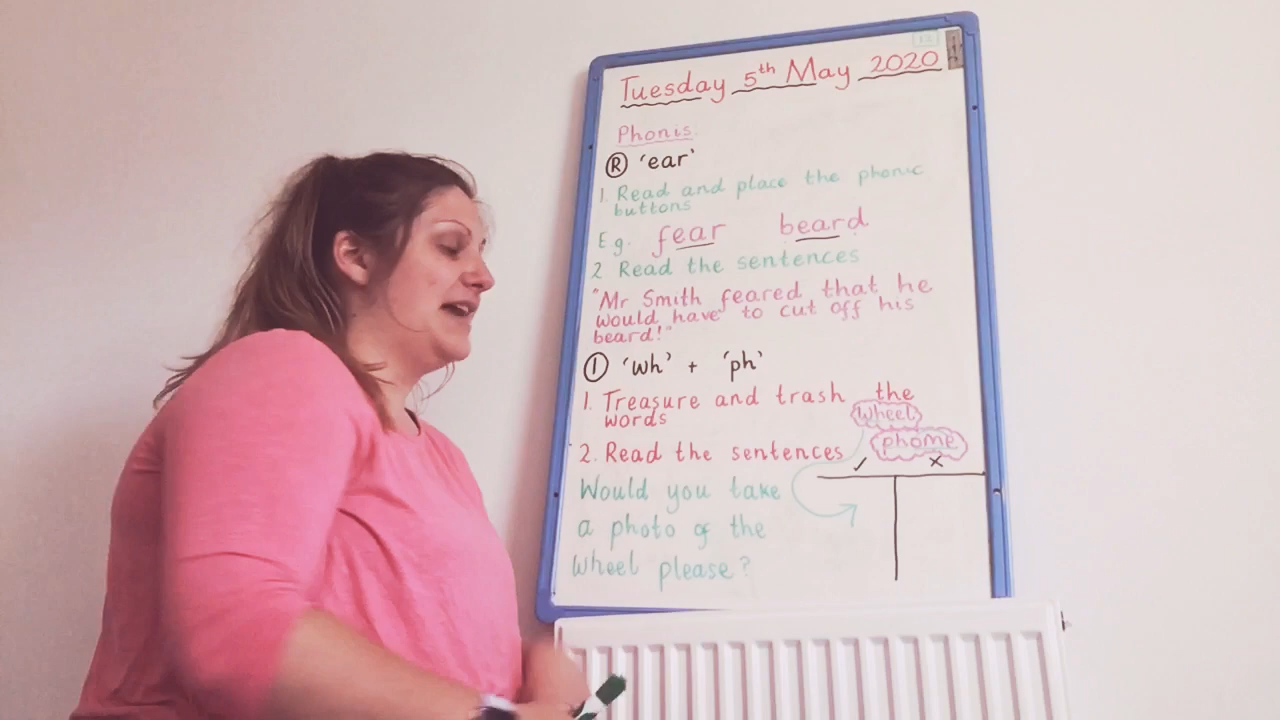 Tuesday 5th May 2020
Phonis
R 'ear'
1. Read and place the phonic
buttons
Eg. fear beard
2 Read the sentences
"Mr Smith feared that he
would have to cut off his
beard!"
1 'wh' + 'ph'
1. Treasure and trash the
words
wheel
phome
2. Read the sentences
✓ x
Would you take
a photo of the
wheel please?